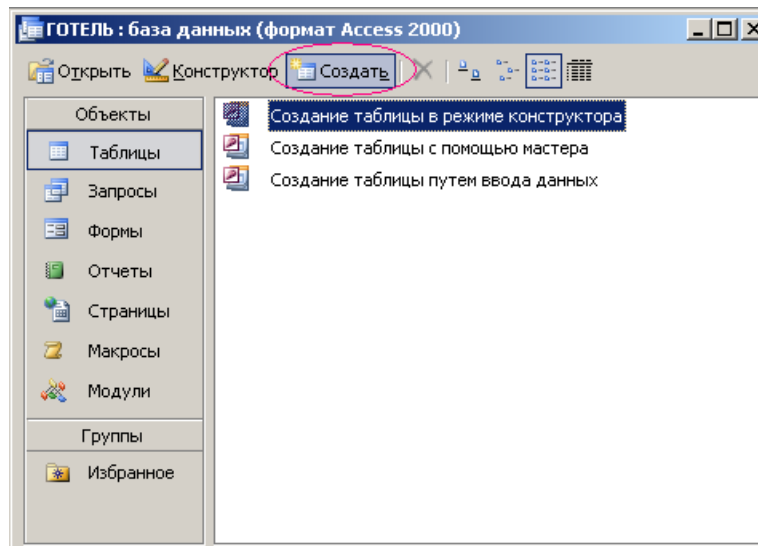 ГОТЕЛЬ : база данных (формат Access 2000)
Открыть Конструктор Создать
Объекты
Таблицы
Запросы
Формы
Отчеты
Страницы
Макросы
Модули
Группы
Избранное
Создание таблицы в режиме конструктора
Создание таблицы с помощью мастера
Создание таблицы путем ввода данных